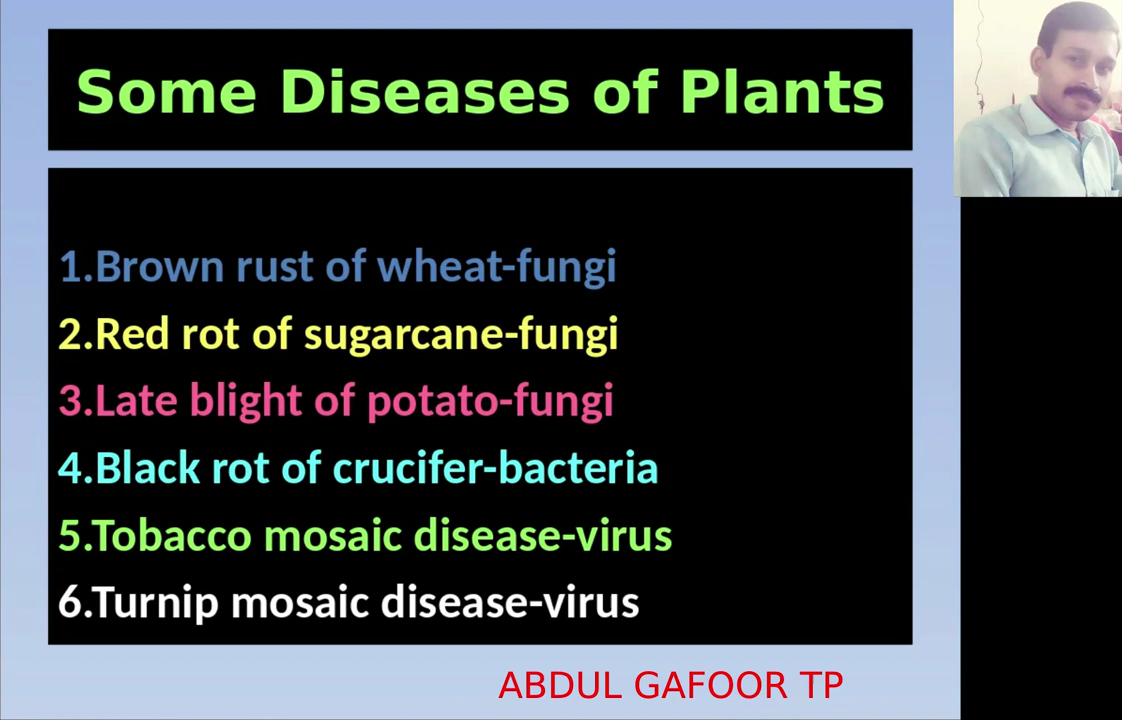 Some Diseases of Plants
1.Brown rust of wheat-fungi
2.Red rot of sugarcane-fungi
3.Late blight of potato-fungi
4.Black rot of crucifer-bacteria
5.Tobacco mosaic disease-virus
6.Turnip mosaic disease-virus
ABDUL GAFOOR TP